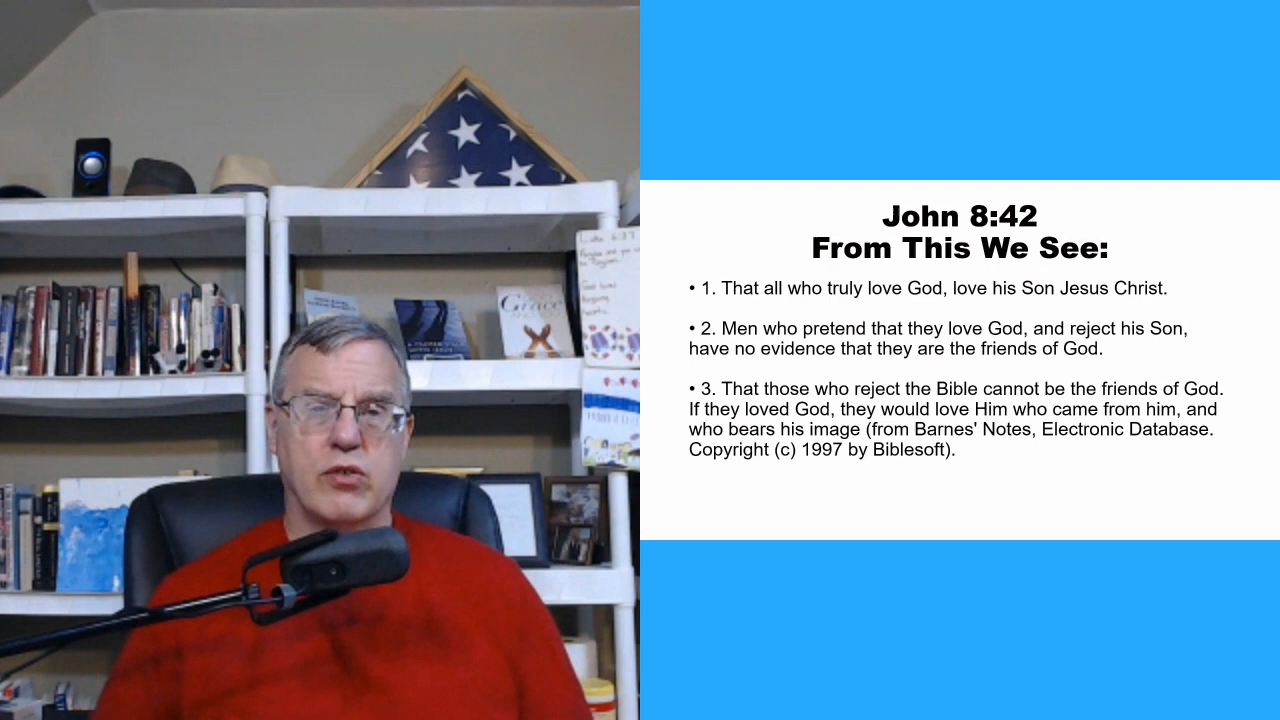 Grace
John 8:42
From This We See:
• 1. That all who truly love God, love his Son Jesus Christ.
• 2. Men who pretend that they love God, and reject his Son,
have no evidence that they are the friends of God.
• 3. That those who reject the Bible cannot be the friends of God.
If they loved God, they would love Him who came from him, and
who bears his image (from Barnes' Notes, Electronic Database.
Copyright (c) 1997 by Biblesoft).